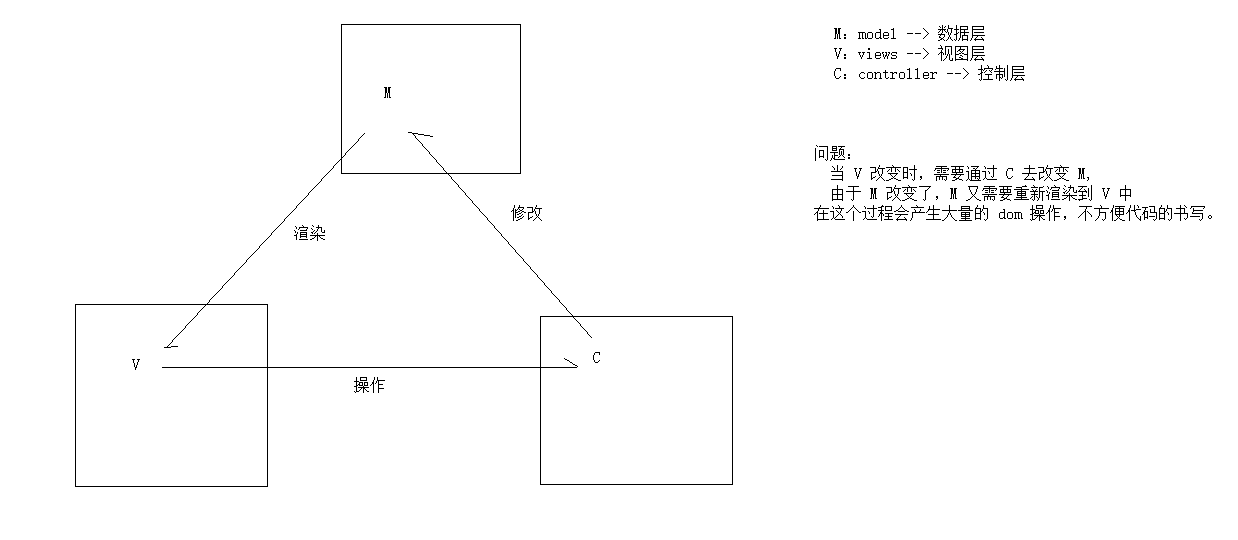 M: model --> 数据层
V: views --> 视图层
C: controller --> 控制层
M
问题:
当 V 改变时, 需要通过 C 去改变 M,
由于 M 改变了, M 又需要重新渲染到 V 中
在这个过程会产生大量的 dom 操作, 不方便代码的书写。
修改
渲染
V
C
操作